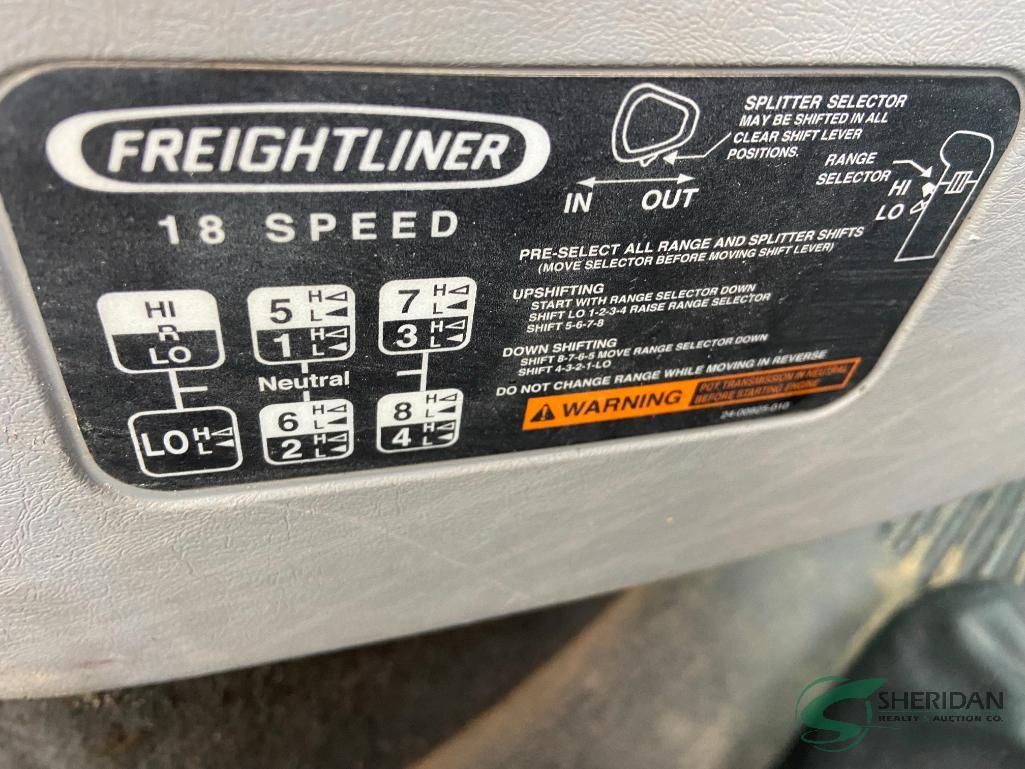 FREIGHTLINER
18 SPEED
HI
R
LO
LO H L
5 H L
1 H L
Neutral
6 H L
2 H L
7 H L
3 H L
8 H L
4 H L
IN OUT
SPLITTER SELECTOR
MAY BE SHIFTED IN ALL
CLEAR SHIFT LEVER
POSITIONS.
RANGE
SELECTOR
HI
LO
PRE-SELECT ALL RANGE AND SPLITTER SHIFTS
(MOVE SELECTOR BEFORE MOVING SHIFT LEVER)
UPSHIFTING
START WITH RANGE SELECTOR DOWN
SHIFT LO 1-2-3-4 RAISE RANGE SELECTOR
SHIFT 5-6-7-8
DOWN SHIFTING
SHIFT 8-7-6-5 MOVE RANGE SELECTOR DOWN
SHIFT 4-3-2-1-LO
DO NOT CHANGE RANGE WHILE MOVING IN REVERSE
WARNING
PUT TRANSMISSION IN NEUTRAL
BEFORE STARTING ENGINE
24-00925-010
SHERIDAN
REALTY & AUCTION CO.